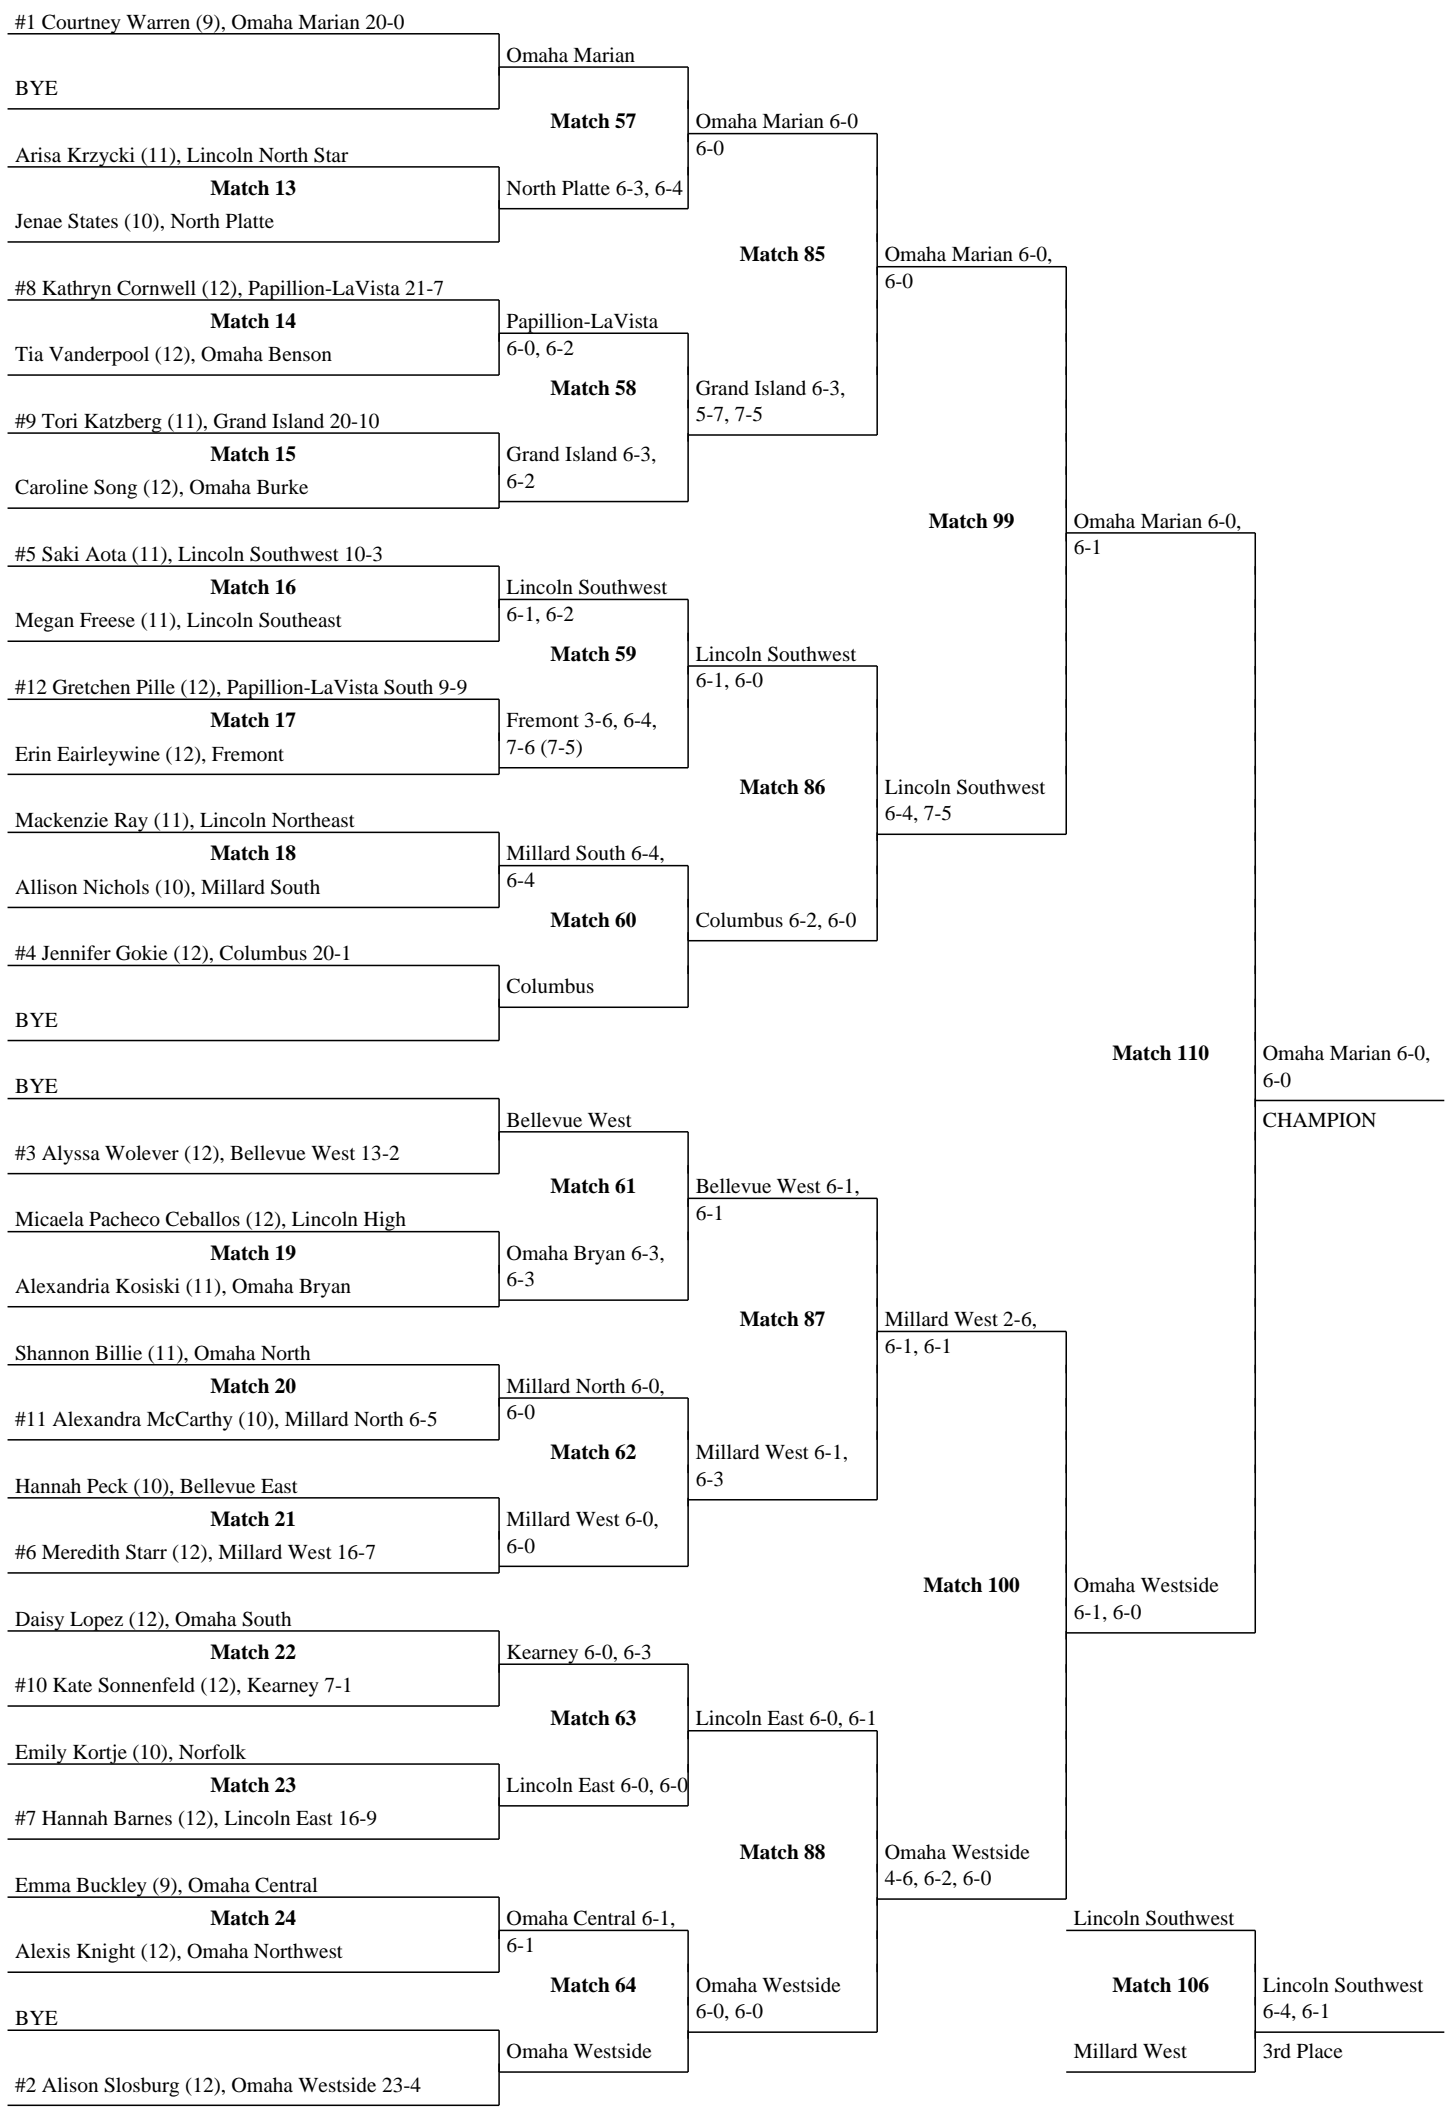 #1 Courtney Warren (9), Omaha Marian 20-0
Omaha Marian
BYE
Match 57
Omaha Marian 6-0
6-0
Arisa Krzycki (11), Lincoln North Star
Match 13
North Platte 6-3, 6-4
Jenae States (10), North Platte
Match 85
Omaha Marian 6-0,
6-0
#8 Kathryn Cornwell (12), Papillion-LaVista 21-7
Match 14
Papillion-LaVista
6-0, 6-2
Tia Vanderpool (12), Omaha Benson
Match 58
Grand Island 6-3,
5-7, 7-5
#9 Tori Katzberg (11), Grand Island 20-10
Match 15
Grand Island 6-3,
6-2
Caroline Song (12), Omaha Burke
Match 99
Omaha Marian 6-0,
6-1
#5 Saki Aota (11), Lincoln Southwest 10-3
Match 16
Lincoln Southwest
6-1, 6-2
Megan Freese (11), Lincoln Southeast
Match 59
Lincoln Southwest
6-1, 6-0
#12 Gretchen Pille (12), Papillion-LaVista South 9-9
Match 17
Fremont 3-6, 6-4,
7-6 (7-5)
Erin Eairleywine (12), Fremont
Match 86
Lincoln Southwest
6-4, 7-5
Mackenzie Ray (11), Lincoln Northeast
Match 18
Millard South 6-4,
6-4
Allison Nichols (10), Millard South
Match 60
Columbus 6-2, 6-0
#4 Jennifer Gokie (12), Columbus 20-1
Columbus
BYE
Match 110
Omaha Marian 6-0,
6-0
CHAMPION
BYE
Bellevue West
#3 Alyssa Wolever (12), Bellevue West 13-2
Match 61
Bellevue West 6-1,
6-1
Micaela Pacheco Ceballos (12), Lincoln High
Match 19
Omaha Bryan 6-3,
6-3
Alexandria Kosiski (11), Omaha Bryan
Match 87
Millard West 2-6,
6-1, 6-1
Shannon Billie (11), Omaha North
Match 20
Millard North 6-0,
6-0
#11 Alexandra McCarthy (10), Millard North 6-5
Match 62
Millard West 6-1,
6-3
Hannah Peck (10), Bellevue East
Match 21
Millard West 6-0,
6-0
#6 Meredith Starr (12), Millard West 16-7
Match 100
Omaha Westside
6-1, 6-0
Daisy Lopez (12), Omaha South
Match 22
Kearney 6-0, 6-3
#10 Kate Sonnenfeld (12), Kearney 7-1
Match 63
Lincoln East 6-0, 6-1
Emily Kortje (10), Norfolk
Match 23
Lincoln East 6-0, 6-0
#7 Hannah Barnes (12), Lincoln East 16-9
Match 88
Omaha Westside
4-6, 6-2, 6-0
Emma Buckley (9), Omaha Central
Match 24
Omaha Central 6-1,
6-1
Alexis Knight (12), Omaha Northwest
Match 64
Omaha Westside
6-0, 6-0
BYE
Omaha Westside
#2 Alison Slosburg (12), Omaha Westside 23-4
Lincoln Southwest
Match 106
Lincoln Southwest
6-4, 6-1
Millard West
3rd Place